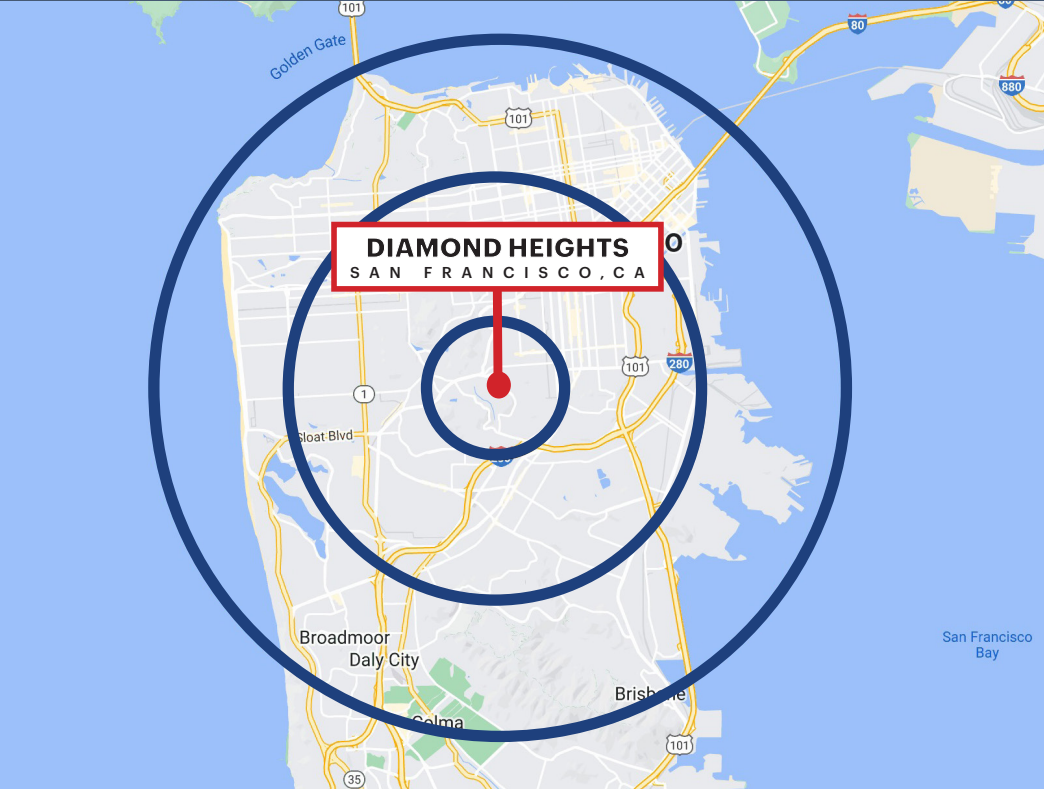 101
80
Golden Gate
880
101
O
DIAMOND HEIGHTS
SAN FRANCISCO, CA
101
280
1
Sloat Blvd
San Francisco
Bay
Broadmoor
Daly City
Brisbane
Colma
101
35